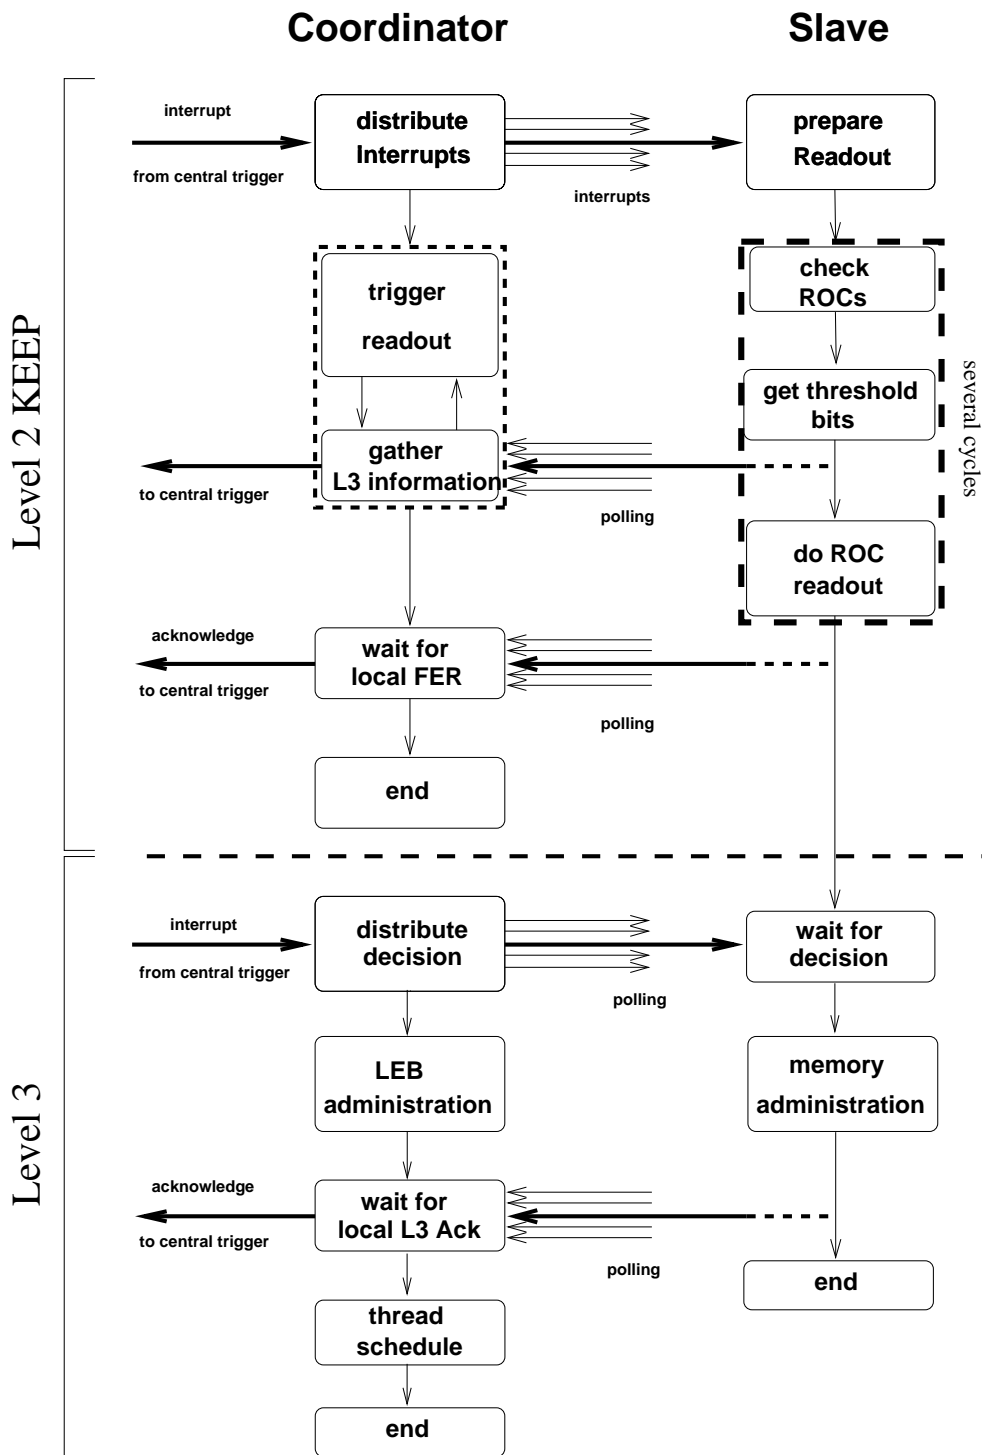 Coordinator
Slave
interrupt
from central trigger
distribute
Interrupts
interrupts
prepare
Readout
Level 2 KEEP
trigger
readout
check
ROCs
get threshold
bits
several cycles
gather
L3 information
to central trigger
polling
do ROC
readout
acknowledge
to central trigger
wait for
local FER
polling
end
Level 3
interrupt
from central trigger
distribute
decision
polling
wait for
decision
LEB
administration
memory
administration
acknowledge
to central trigger
wait for
local L3 Ack
polling
end
thread
schedule
end